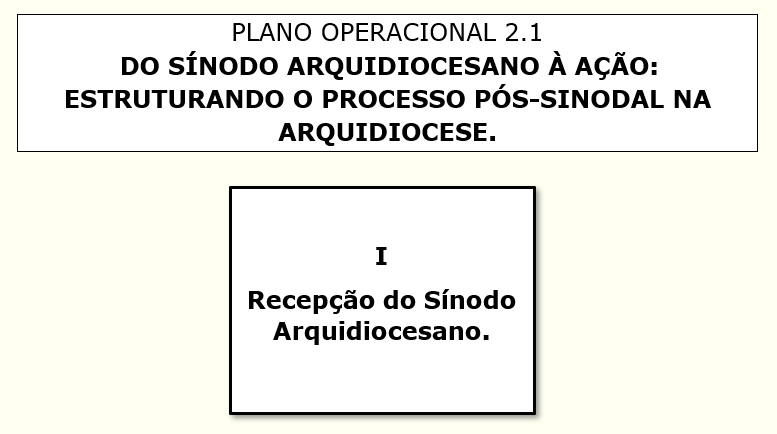 PLANO OPERACIONAL 2.1
DO SÍNODO ARQUIDIOCESANO À AÇÃO:
ESTRUTURANDO O PROCESSO PÓS-SINODAL NA
ARQUIDIOCESE.
I
Recepção do Sínodo
Arquidiocesano.